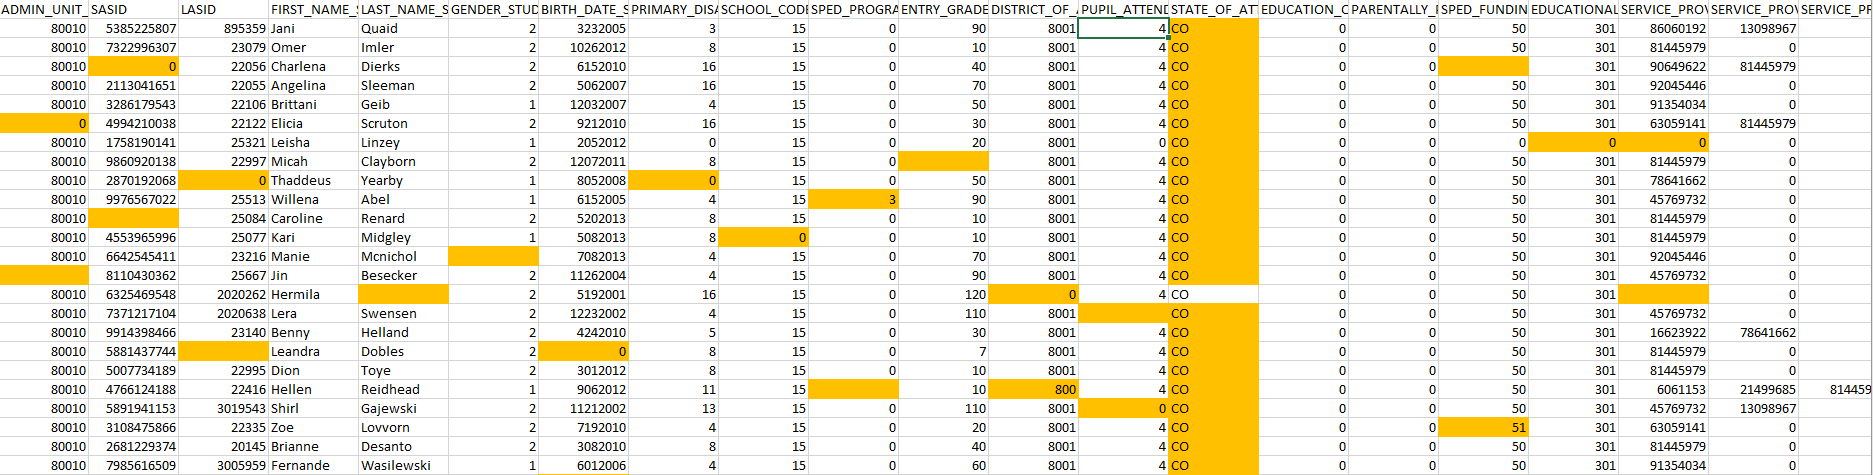 ADMIN_UNIT_ SASID LASID FIRST_NAME_S LAST_NAME_S GENDER_STUD BIRTH_DATE_S PRIMARY_DISA SCHOOL_CODE SPED_PROGRA ENTRY_GRADE DISTRICT_OF_ PUPIL_ATTEND STATE_OF_AT EDUCATION_C PARENTALLY_ SPED_FUNDIN EDUCATIONAL SERVICE_PROV SERVICE_PROV SERVICE_PR
80010 5385225807 895359 Jani Quaid 2 3232005 3 15 0 90 8001 4 CO 0 0 50 301 86060192 13098967
80010 7322996307 23079 Omer Imler 2 10262012 8 15 0 10 8001 4 CO 0 0 50 301 81445979 0
80010 0 22056 Charlena Dierks 2 6152010 16 15 0 40 8001 4 CO 0 0 301 90649622 81445979
80010 2113041651 22055 Angelina Sleeman 2 5062007 16 15 0 70 8001 4 CO 0 0 50 301 92045446 0
80010 3286179543 22106 Brittani Geib 1 12032007 4 15 0 50 8001 4 CO 0 0 50 301 91354034 0
0 4994210038 22122 Elicia Scruton 2 9212010 16 15 0 30 8001 4 CO 0 0 50 301 63059141 81445979
80010 1758190141 25321 Leisha Linzey 1 2052012 0 15 0 20 8001 0 CO 0 0 0 0 0 0
80010 9860920138 22997 Micah Clayborn 2 12072011 8 15 0 8001 4 CO 0 0 50 301 81445979 0
80010 2870192068 0 Thaddeus Yearby 1 8052008 0 15 0 50 8001 4 CO 0 0 50 301 78641662 0
80010 9976567022 25513 Willena Abel 1 6152005 4 15 3 90 8001 4 CO 0 0 50 301 45769732 0
80010 25084 Caroline Renard 2 5202013 8 15 0 10 8001 4 CO 0 0 50 301 81445979 0
80010 4553965996 25077 Kari Midgley 1 5082013 8 0 0 10 8001 4 CO 0 0 50 301 81445979 0
80010 6642545411 23216 Manie Mcnichol 7082013 4 15 0 70 8001 4 CO 0 0 50 301 92045446 0
8110430362 25667 Jin Besecker 2 11262004 4 15 0 90 8001 4 CO 0 0 50 301 45769732 0
80010 6325469548 2020262 Hermila 2 5192001 16 15 0 120 0 4 CO 0 0 50 301 0
80010 7371217104 2020638 Lera Swensen 2 12232002 4 15 0 110 8001 CO 0 0 50 301 45769732 0
80010 9914398466 23140 Benny Helland 2 4242010 5 15 0 30 8001 4 CO 0 0 50 301 16623922 78641662
80010 5881437744 Leandra Dobles 2 0 8 15 0 7 8001 4 CO 0 0 50 301 81445979 0
80010 5007734189 22995 Dion Toye 2 3012012 8 15 0 10 8001 4 CO 0 0 50 301 81445979 0
80010 4766124188 22416 Hellen Reidhead 1 9062012 11 15 10 800 4 CO 0 0 50 301 6061153 21499685 814459
80010 5891941153 3019543 Shirl Gajewski 2 11212002 13 15 0 110 8001 0 CO 0 0 50 301 45769732 13098967
80010 3108475866 22335 Zoe Lovvorn 2 7192010 4 15 0 20 8001 4 CO 0 0 51 301 63059141 0
80010 2681229374 20145 Brianne Desanto 2 3082010 8 15 0 40 8001 4 CO 0 0 50 301 81445979 0
80010 7985616509 3005959 Fernande Wasilewski 1 6012006 4 15 0 60 8001 4 CO 0 0 50 301 91354034 0